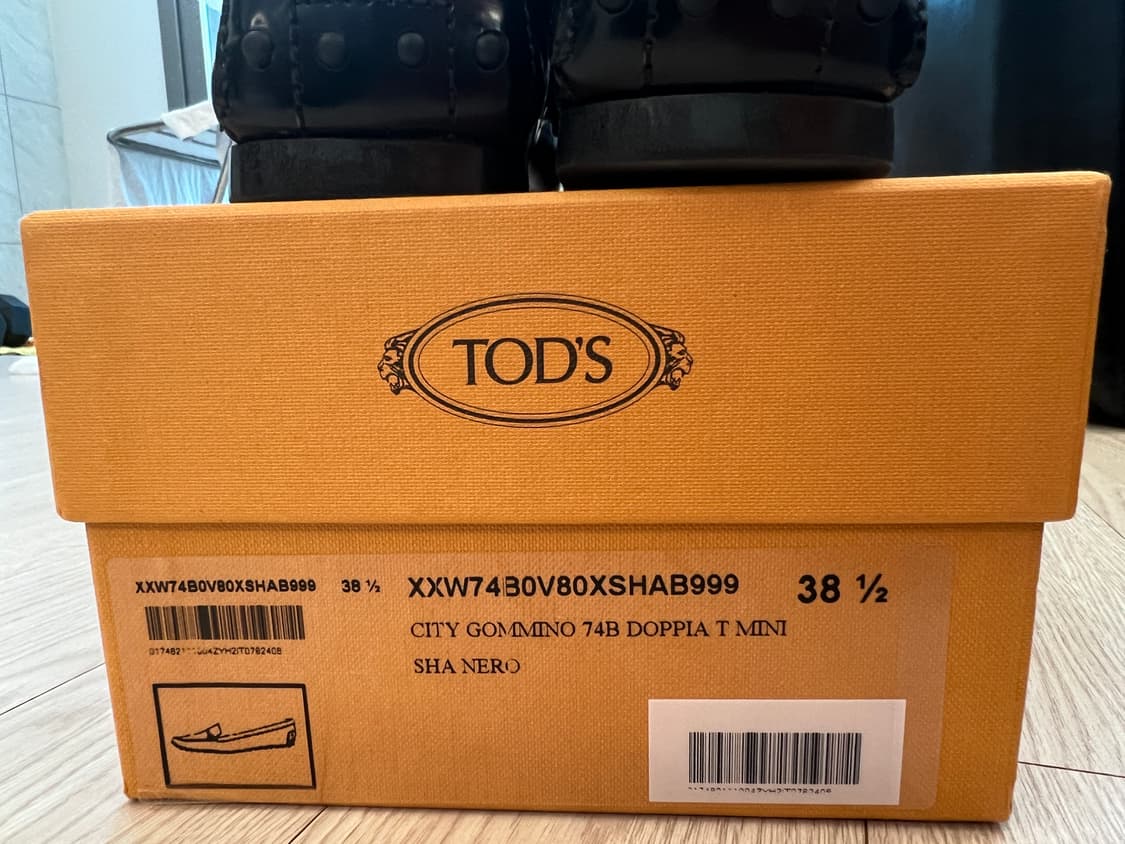 TOD'S
XXW74B0V80XSHAB999 38 ½
XXW74B0V80XSHAB999 38 ½
CITY GOMMINO 74B DOPPIA T MINI
SHA NERO